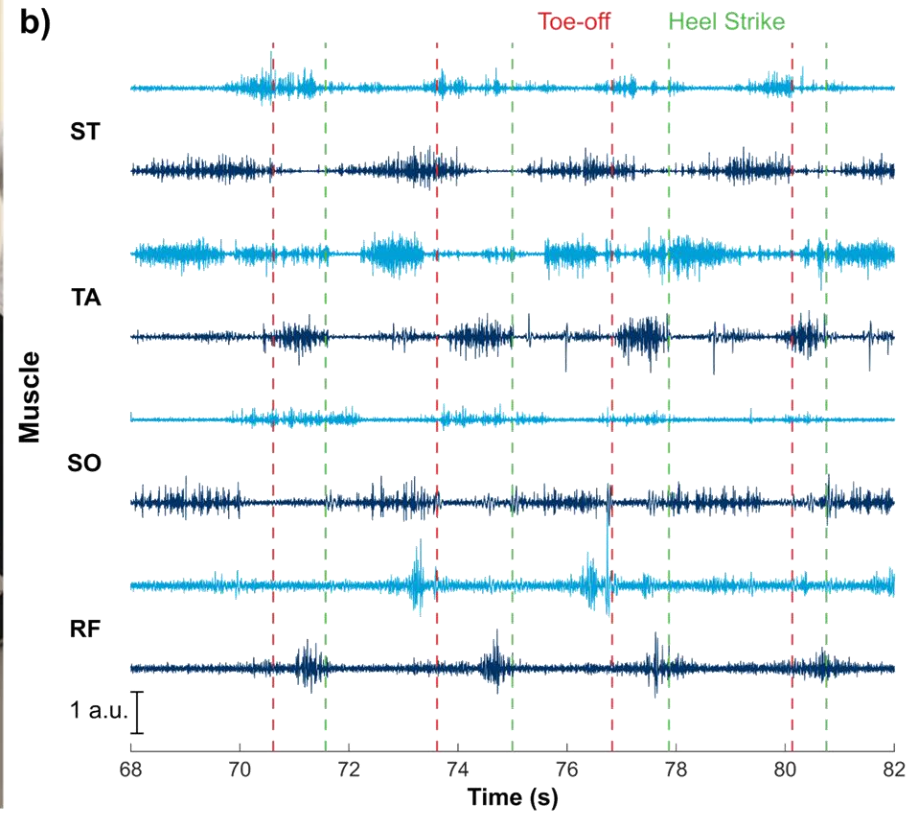 b)
Toe-off
Heel Strike
ST
TA
SO
RF
Muscle
1 a.u.
68 70 72 74 76 78 80 82
Time (s)